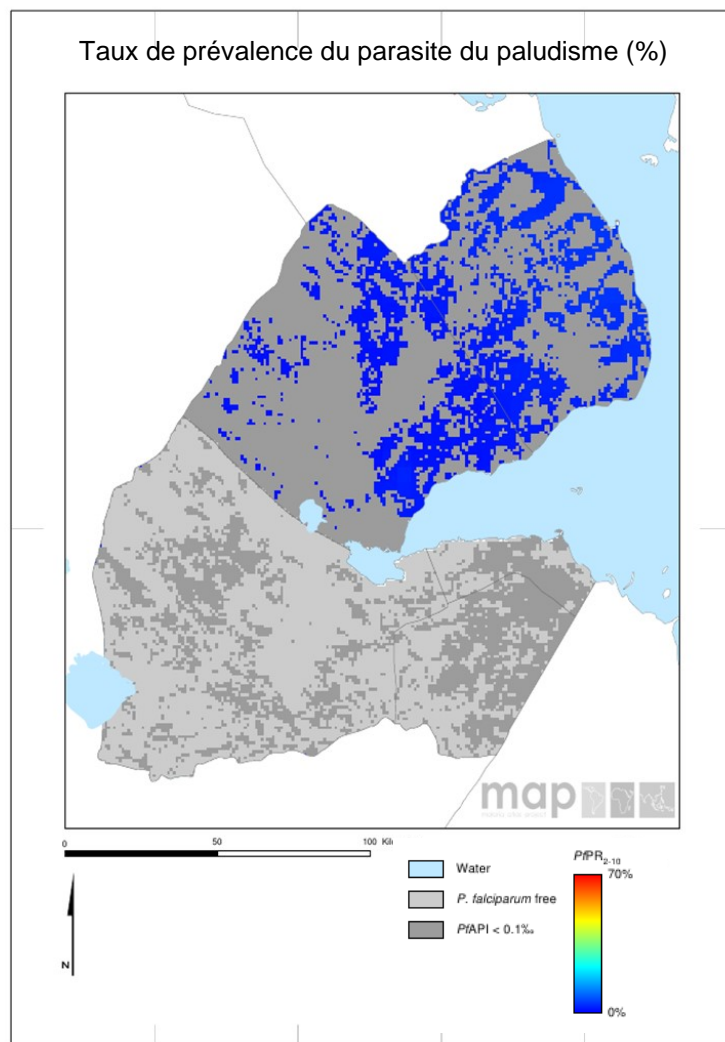 Taux de prévalence du parasite du paludisme (%)
map
malaria atlas project
0 50 100 Kil
Water
P. falciparum free
PfAPI < 0.1‰
PfPR2-10
70%
0%
N